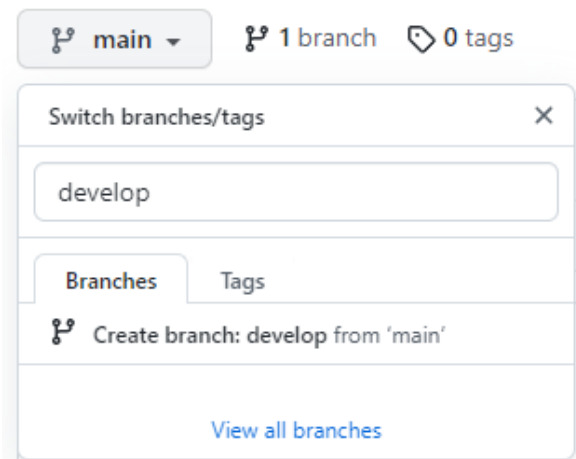 main 1 branch 0 tags
Switch branches/tags
develop
Branches Tags
Create branch: develop from ‘main’
View all branches